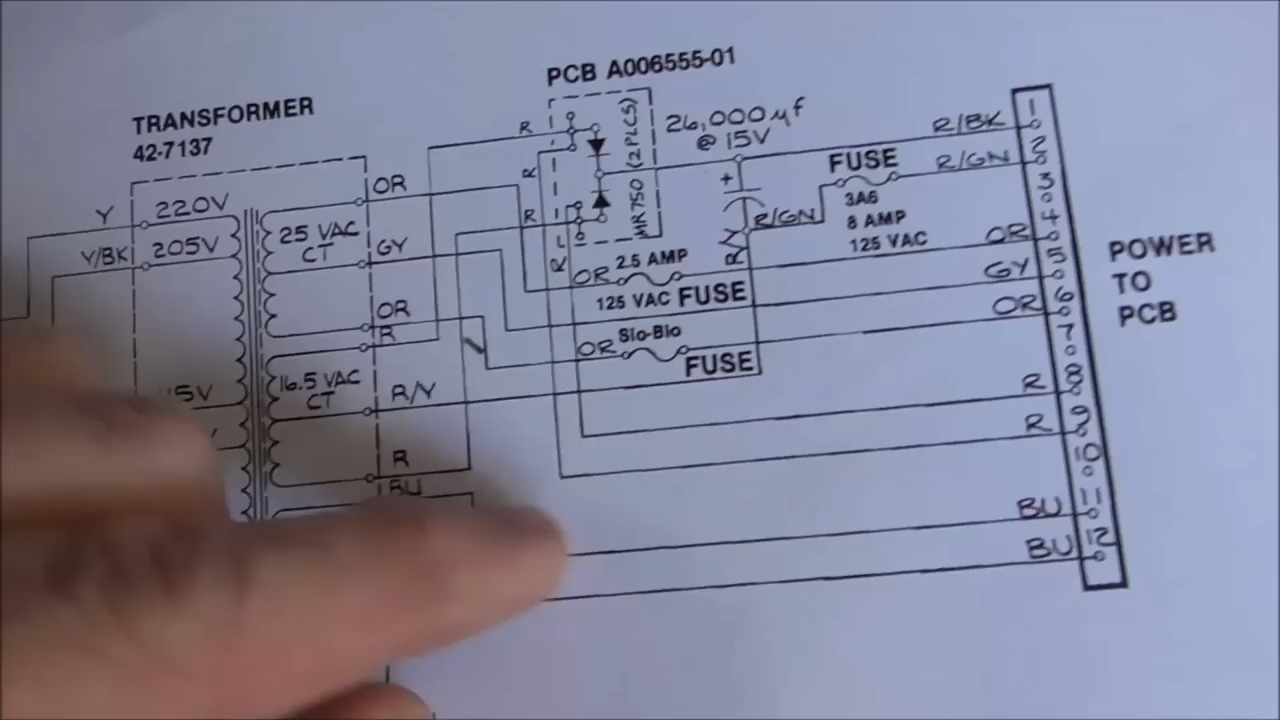 PCB A006555-01
TRANSFORMER
42-7137
26,000µf
@ 15V
MR750 (2 PLCS)
R
R
R
R
Y
220V
Y/BK
205V
25 VAC
CT
OR
GY
OR
R
16.5 VAC
CT
R/Y
R
BU
+
R/GN
R/Y
FUSE
3A6
8 AMP
125 VAC
OR
2.5 AMP
125 VAC FUSE
Slo-Blo
OR
FUSE
R/BK
R/GN
OR
GY
OR
R
R
BU
BU
1
2
3
4
5
6
7
8
9
10
11
12
POWER
TO
PCB